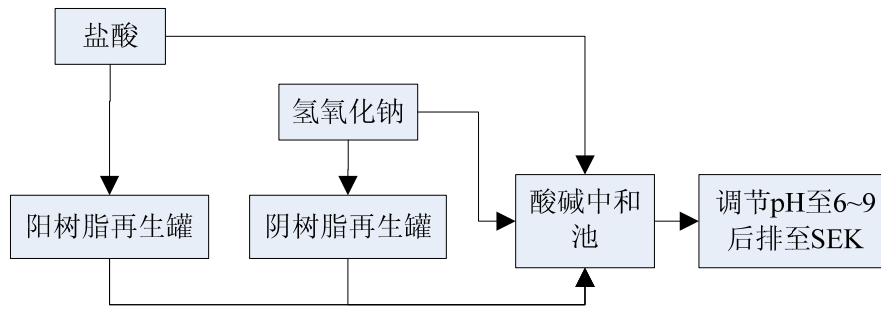 盐酸
氢氧化钠
阳树脂再生罐
阴树脂再生罐
酸碱中和
池
调节pH至6~9
后排至SEK